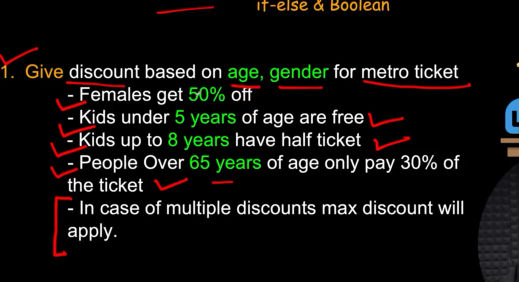 if-else & Boolean
1. Give discount based on age, gender for metro ticket
- Females get 50% off
- Kids under 5 years of age are free
- Kids up to 8 years have half ticket
- People Over 65 years of age only pay 30% of
the ticket
- In case of multiple discounts max discount will
apply.